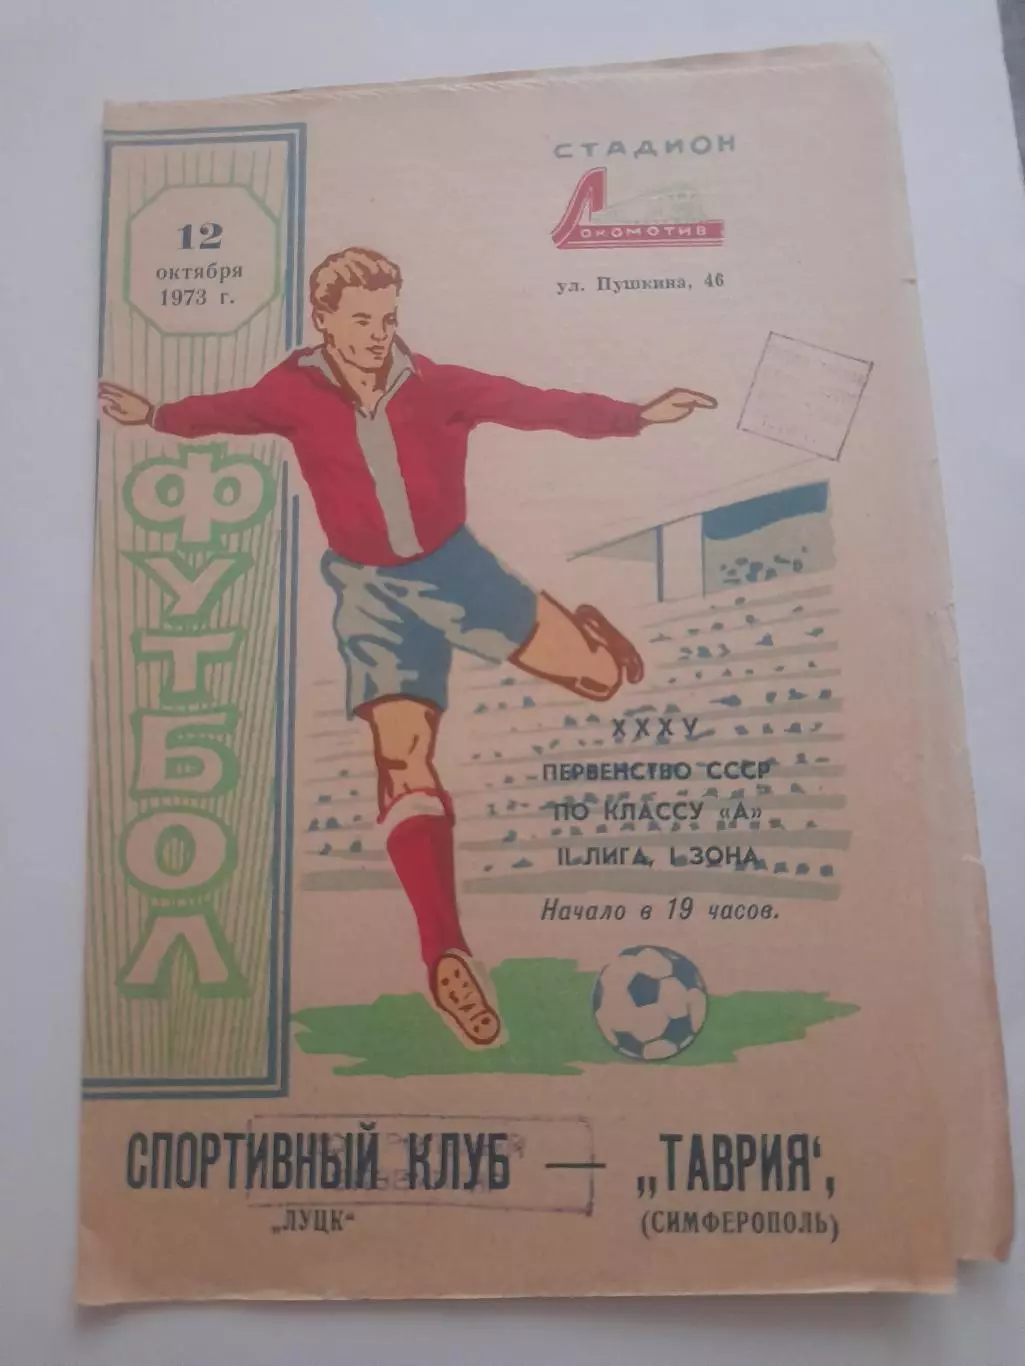 СТАДИОН
ЛОКОМОТИВ
ул. Пушкина, 46
12
октября
1973 г.
ФУТБОЛ
XXXV
ПЕРВЕНСТВО СССР
ПО КЛАССУ «А»
II ЛИГА, I ЗОНА
Начало в 19 часов.
СПОРТИВНЫЙ КЛУБ — „ТАВРИЯ‟,
„ЛУЦК“ (СИМФЕРОПОЛЬ)